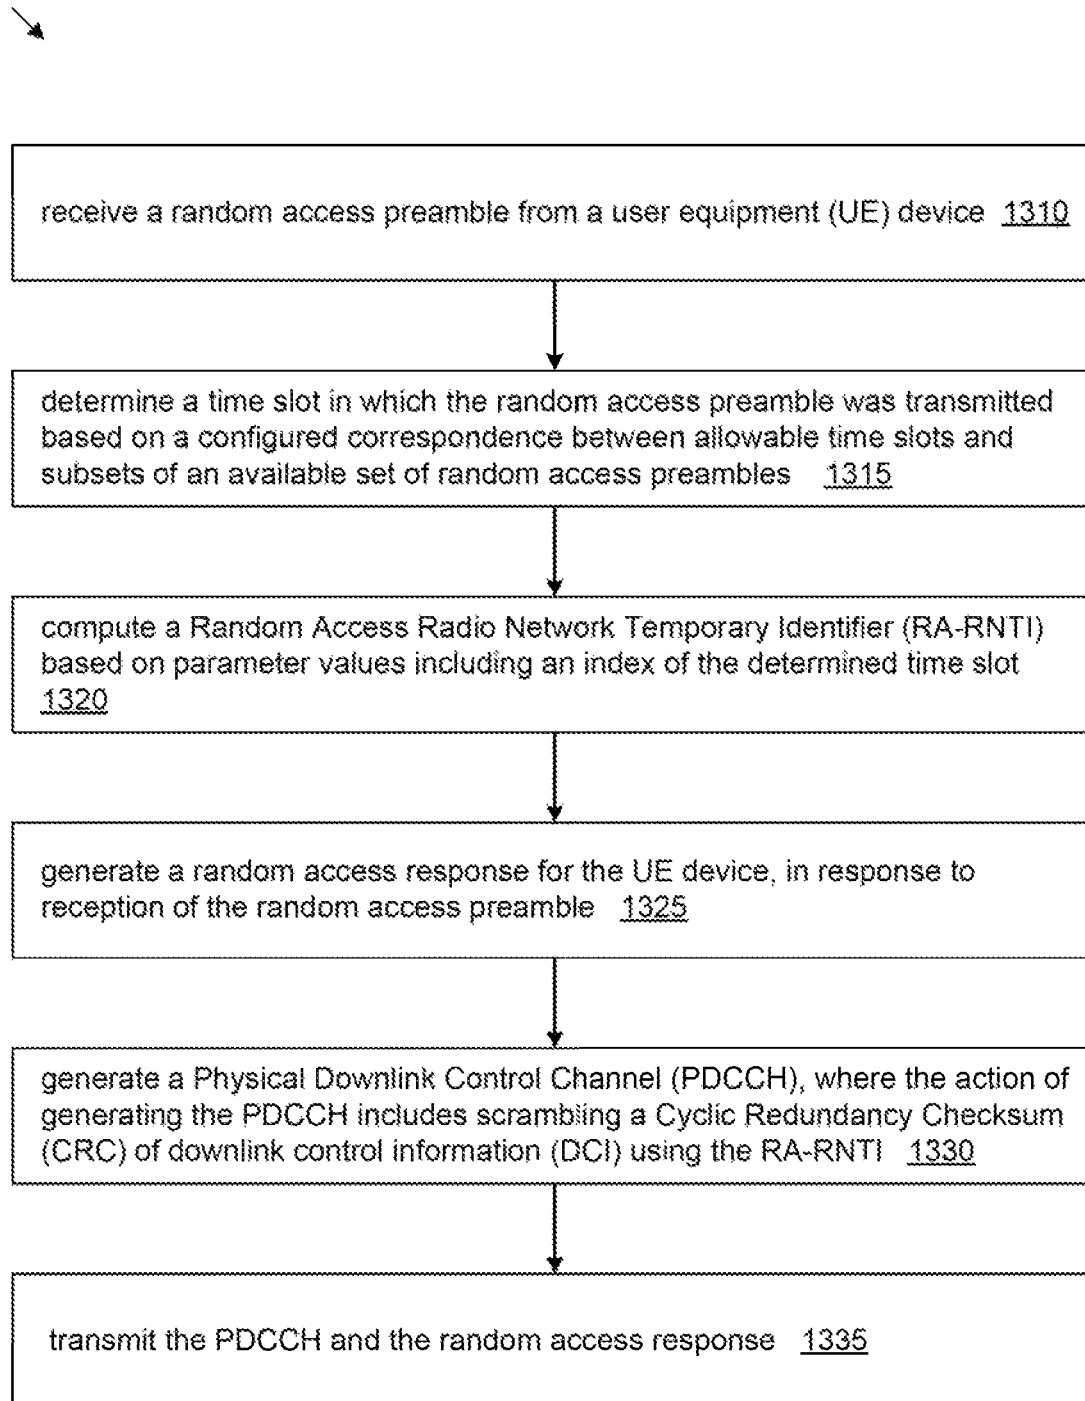 receive a random access preamble from a user equipment (UE) device 1310
determine a time slot in which the random access preamble was transmitted
based on a configured correspondence between allowable time slots and
subsets of an available set of random access preambles 1315
compute a Random Access Radio Network Temporary Identifier (RA-RNTI)
based on parameter values including an index of the determined time slot
1320
generate a random access response for the UE device, in response to
reception of the random access preamble 1325
generate a Physical Downlink Control Channel (PDCCH), where the action of
generating the PDCCH includes scrambling a Cyclic Redundancy Checksum
(CRC) of downlink control information (DCI) using the RA-RNTI 1330
transmit the PDCCH and the random access response 1335